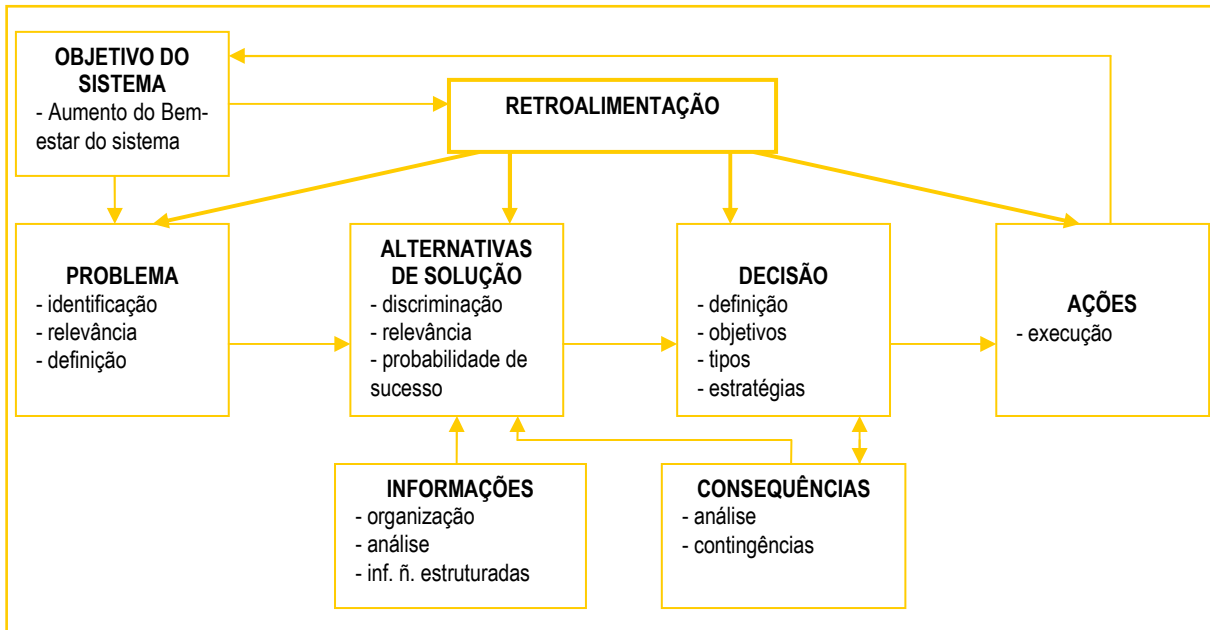 OBJETIVO DO
SISTEMA
- Aumento do Bem-
estar do sistema
RETROALIMENTAÇÃO
PROBLEMA
- identificação
- relevância
- definição
ALTERNATIVAS
DE SOLUÇÃO
- discriminação
- relevância
- probabilidade de
sucesso
DECISÃO
- definição
- objetivos
- tipos
- estratégias
AÇÕES
- execução
INFORMAÇÕES
- organização
- análise
- inf. ñ. estruturadas
CONSEQUÊNCIAS
- análise
- contingências